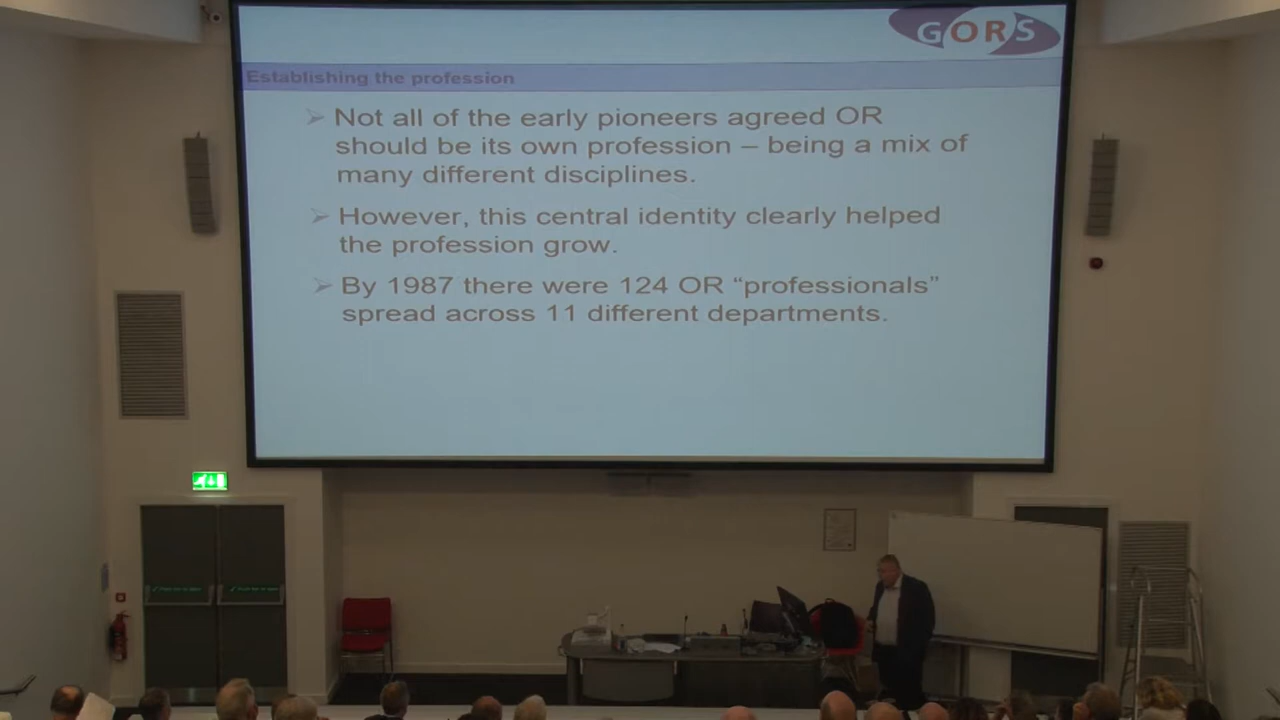 GORS
Establishing the profession
Not all of the early pioneers agreed OR
should be its own profession – being a mix of
many different disciplines.
However, this central identity clearly helped
the profession grow.
By 1987 there were 124 OR “professionals”
spread across 11 different departments.